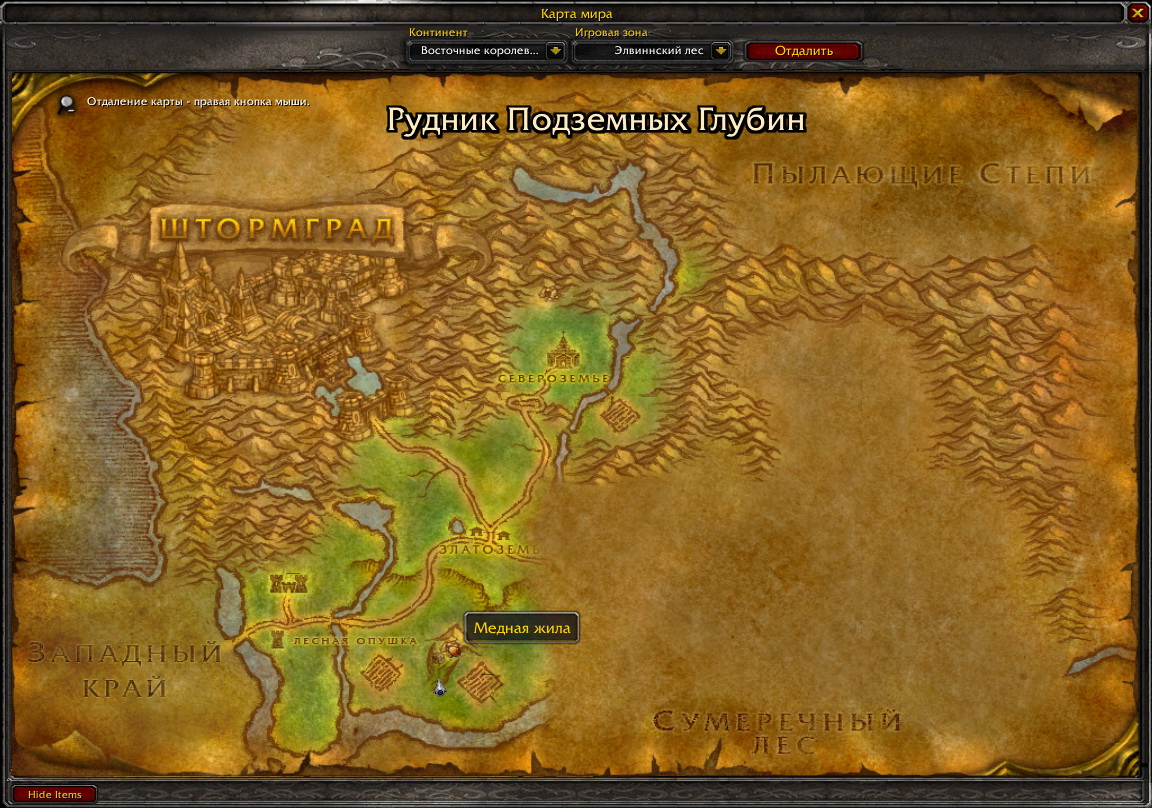 Карта мира
Континент
Игровая зона
Восточные королев...
Элвиннский лес
Отдалить
Отдаление карты - правая кнопка мыши.
Рудник Подземных Глубин
Пылающие Степи
ШТОРМГРАД
СЕВЕРОЗЕМЬЕ
ЗЛАТОЗЕМЬ
Медная жила
ЛЕСНАЯ ОПУШКА
Западный
край
Сумеречный
лес
Hide Items